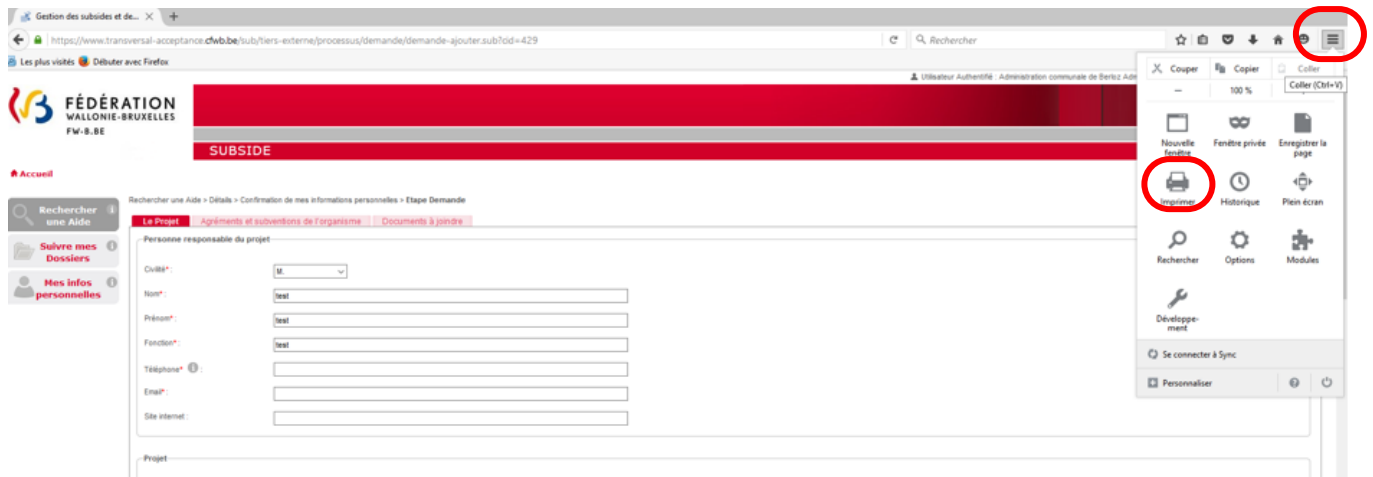 Gestion des subsides et de...
https://www.transversal-acceptance.cfwb.be/sub/tiers-externe/processus/demande/demande-ajouter.sub?cid=429
Rechercher
Les plus visités Débuter avec Firefox
Utilisateur Authentifié : Administration communale de Berloz Adm
FÉDÉRATION
WALLONIE-BRUXELLES
FW-B.BE
SUBSIDE
Accueil
Rechercher
une Aide
Suivre mes
Dossiers
Mes infos
personnelles
Rechercher une Aide > Détails > Confirmation de mes informations personnelles > Etape Demande
Le Projet Agréments et subventions de l'organisme Documents à joindre
Personne responsable du projet
Civilité* : M.
Nom* : test
Prénom* : test
Fonction* : test
Téléphone* :
Email* :
Site internet :
Projet
Couper Copier Coller
100 %
Coller (Ctrl+V)
Nouvelle
fenêtre
Fenêtre privée
Enregistrer la
page
Imprimer Historique Plein écran
Rechercher Options Modules
Développe-
ment
Se connecter à Sync
Personnaliser